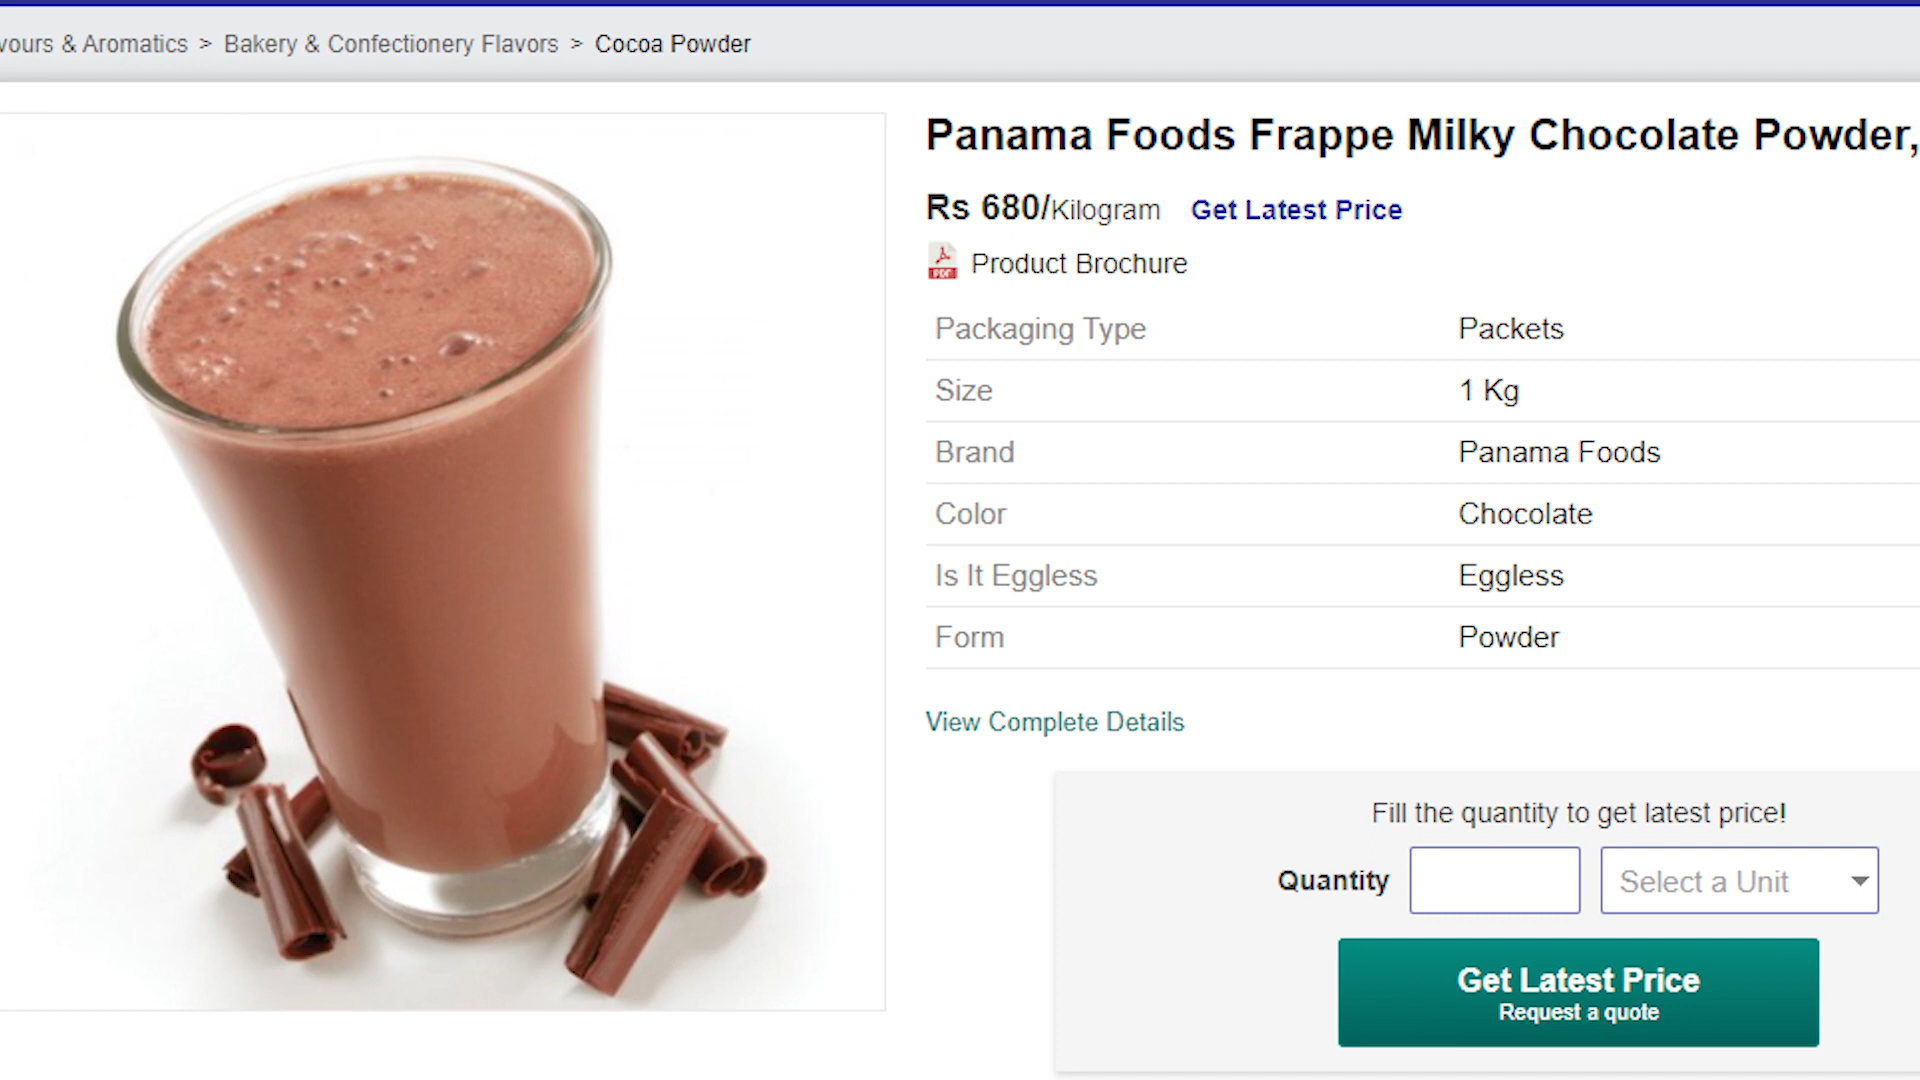 vours & Aromatics > Bakery & Confectionery Flavors > Cocoa Powder
Panama Foods Frappe Milky Chocolate Powder,
Rs 680/Kilogram Get Latest Price
PDF Product Brochure
Packaging Type Packets
Size 1 Kg
Brand Panama Foods
Color Chocolate
Is It Eggless Eggless
Form Powder
View Complete Details
Fill the quantity to get latest price!
Quantity Select a Unit
Get Latest Price
Request a quote